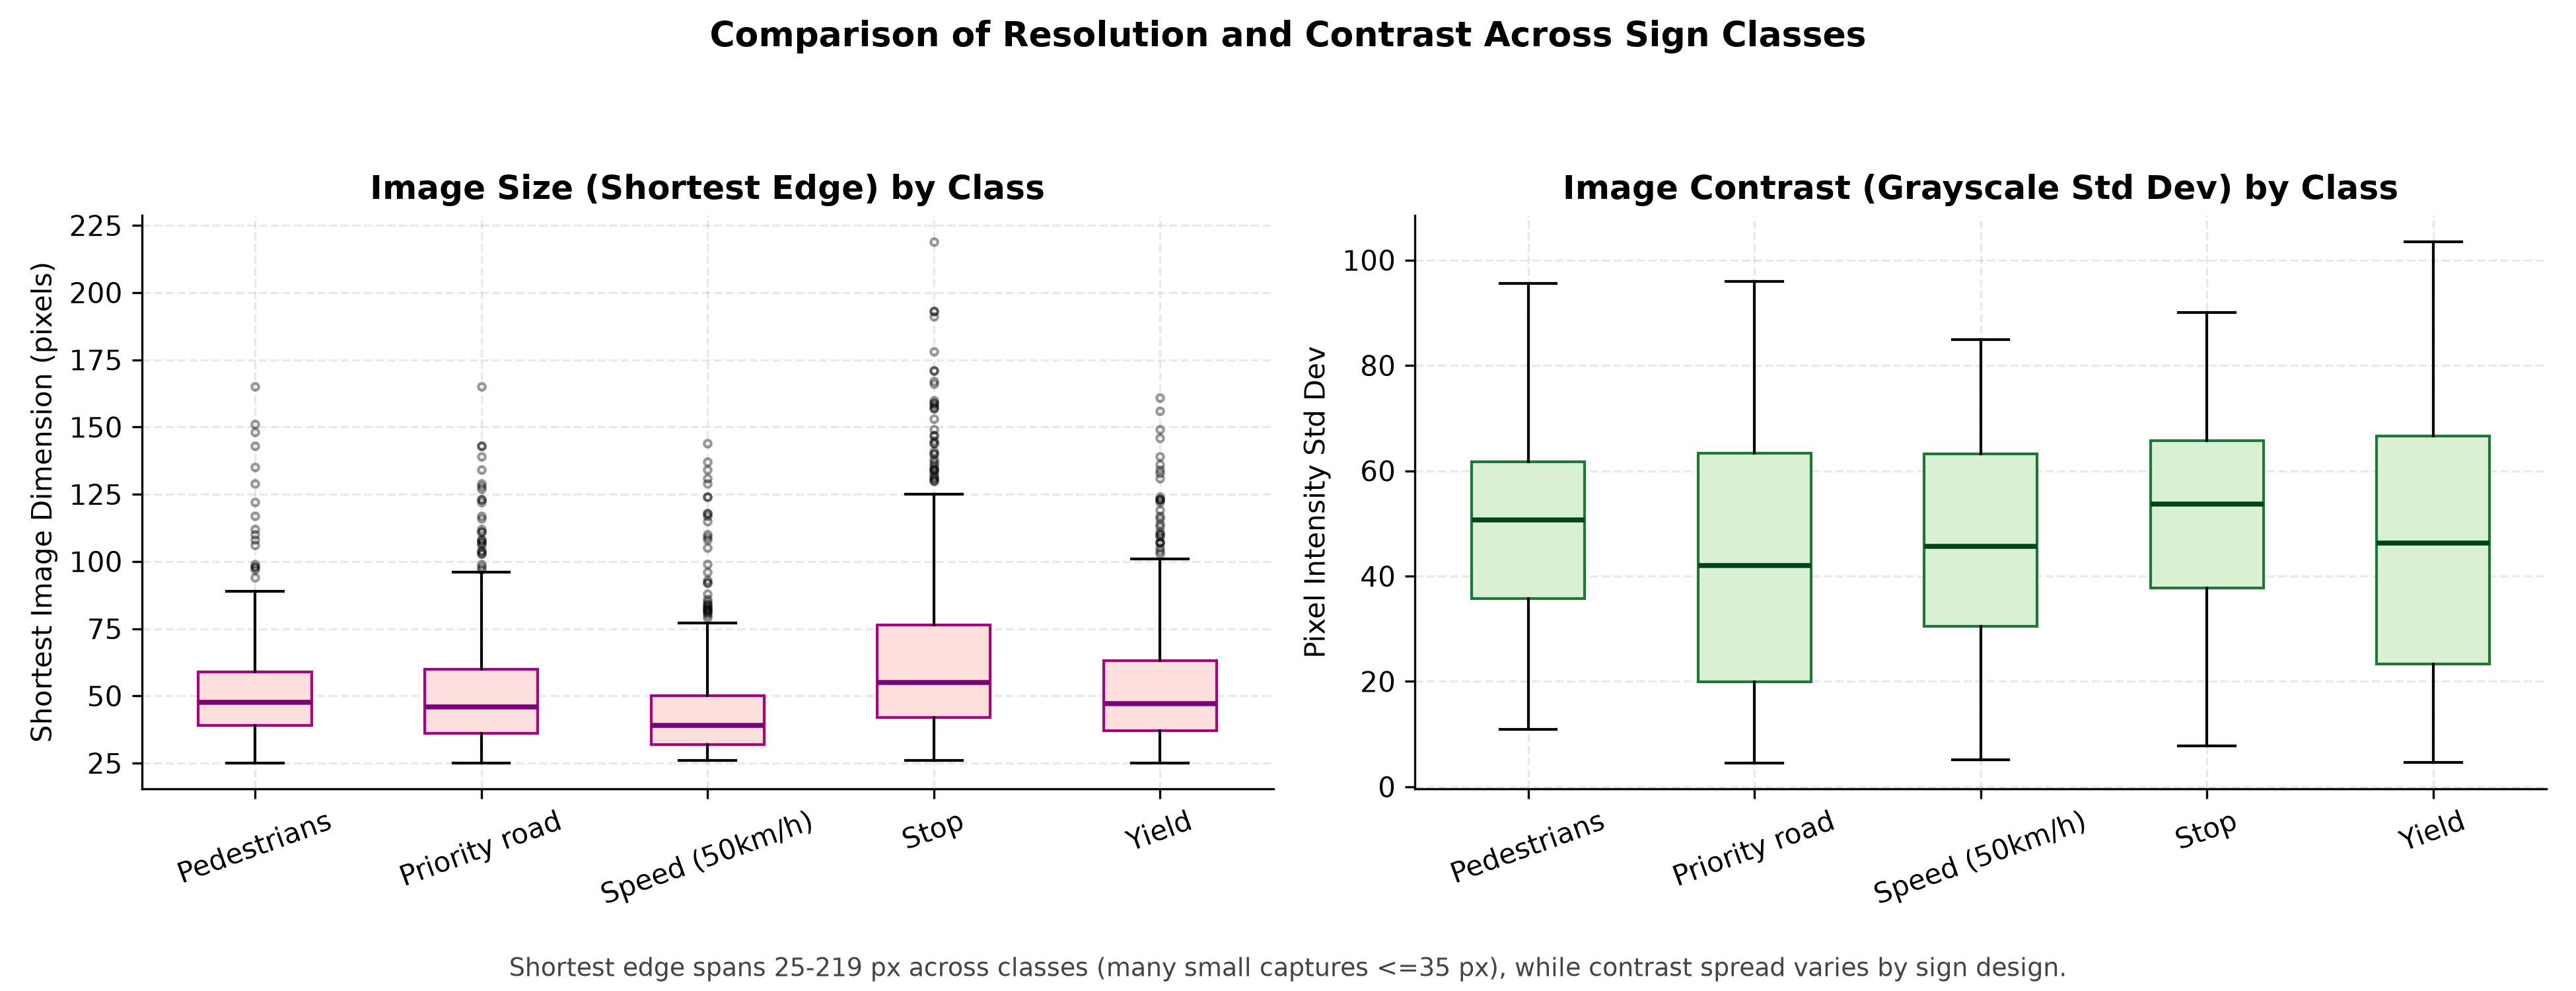 Comparison of Resolution and Contrast Across Sign Classes
Image Size (Shortest Edge) by Class
Shortest Image Dimension (pixels)
225
200
175
150
125
100
75
50
25
Pedestrians
Priority road
Speed (50km/h)
Stop
Yield
Image Contrast (Grayscale Std Dev) by Class
Pixel Intensity Std Dev
100
80
60
40
20
0
Pedestrians
Priority road
Speed (50km/h)
Stop
Yield
Shortest edge spans 25-219 px across classes (many small captures <=35 px), while contrast spread varies by sign design.